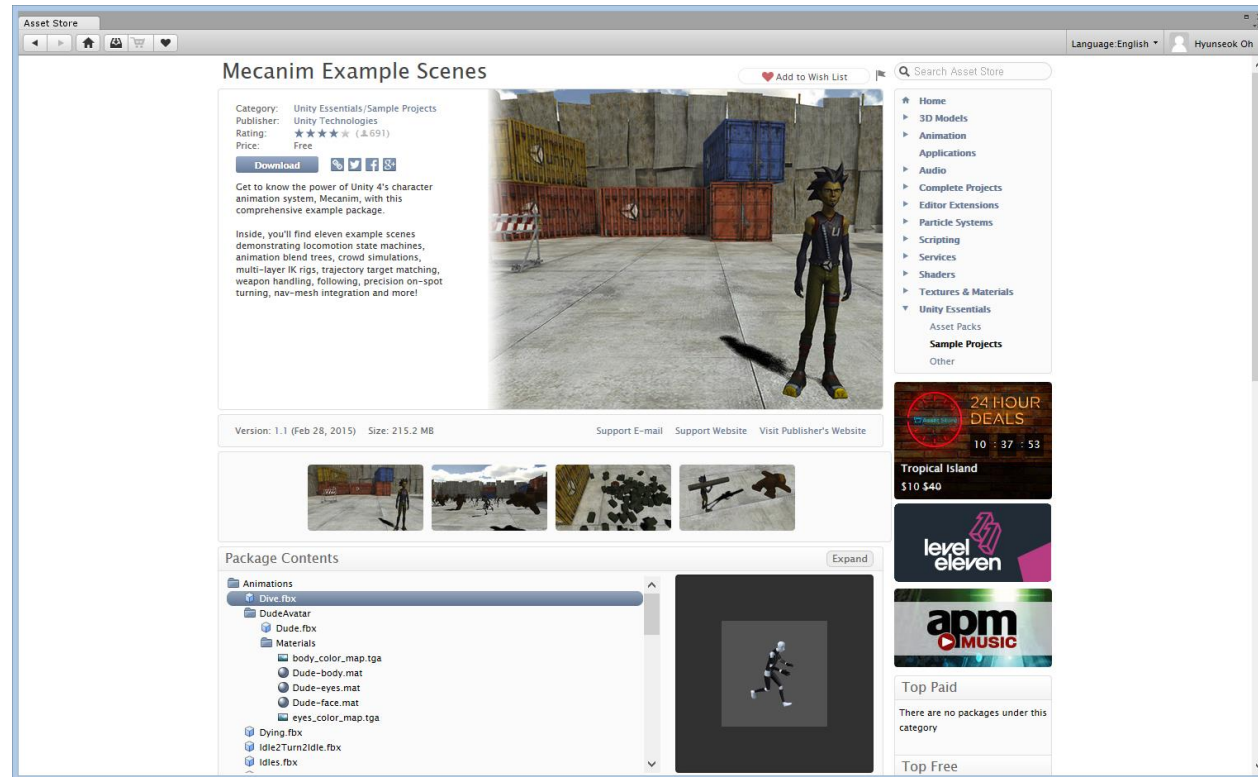 Asset Store
Language:English
Hyunseok Oh
Mecanim Example Scenes
Add to Wish List
Category: Unity Essentials/Sample Projects
Publisher: Unity Technologies
Rating: ★★★★★ (691)
Price: Free
Download
Get to know the power of Unity 4's character
animation system, Mecanim, with this
comprehensive example package.
Inside, you'll find eleven example scenes
demonstrating locomotion state machines,
animation blend trees, crowd simulations,
multi-layer IK rigs, trajectory target matching,
weapon handling, following, precision on-spot
turning, nav-mesh integration and more!
unity
unity
unity
U
Version: 1.1 (Feb 28, 2015) Size: 215.2 MB
Support E-mail Support Website Visit Publisher's Website
Package Contents
Expand
Animations
Dive.fbx
DudeAvatar
Dude.fbx
Materials
body_color_map.tga
Dude-body.mat
Dude-eyes.mat
Dude-face.mat
eyes_color_map.tga
Dying.fbx
Idle2Turn2Idle.fbx
Idles.fbx
Search Asset Store
Home
3D Models
Animation
Applications
Audio
Complete Projects
Editor Extensions
Particle Systems
Scripting
Services
Shaders
Textures & Materials
Unity Essentials
Asset Packs
Sample Projects
Other
24 HOUR
DEALS
Asset Store
10 : 37 : 53
Tropical Island
$10 $40
level
eleven
apm
MUSIC
Top Paid
There are no packages under this
category
Top Free